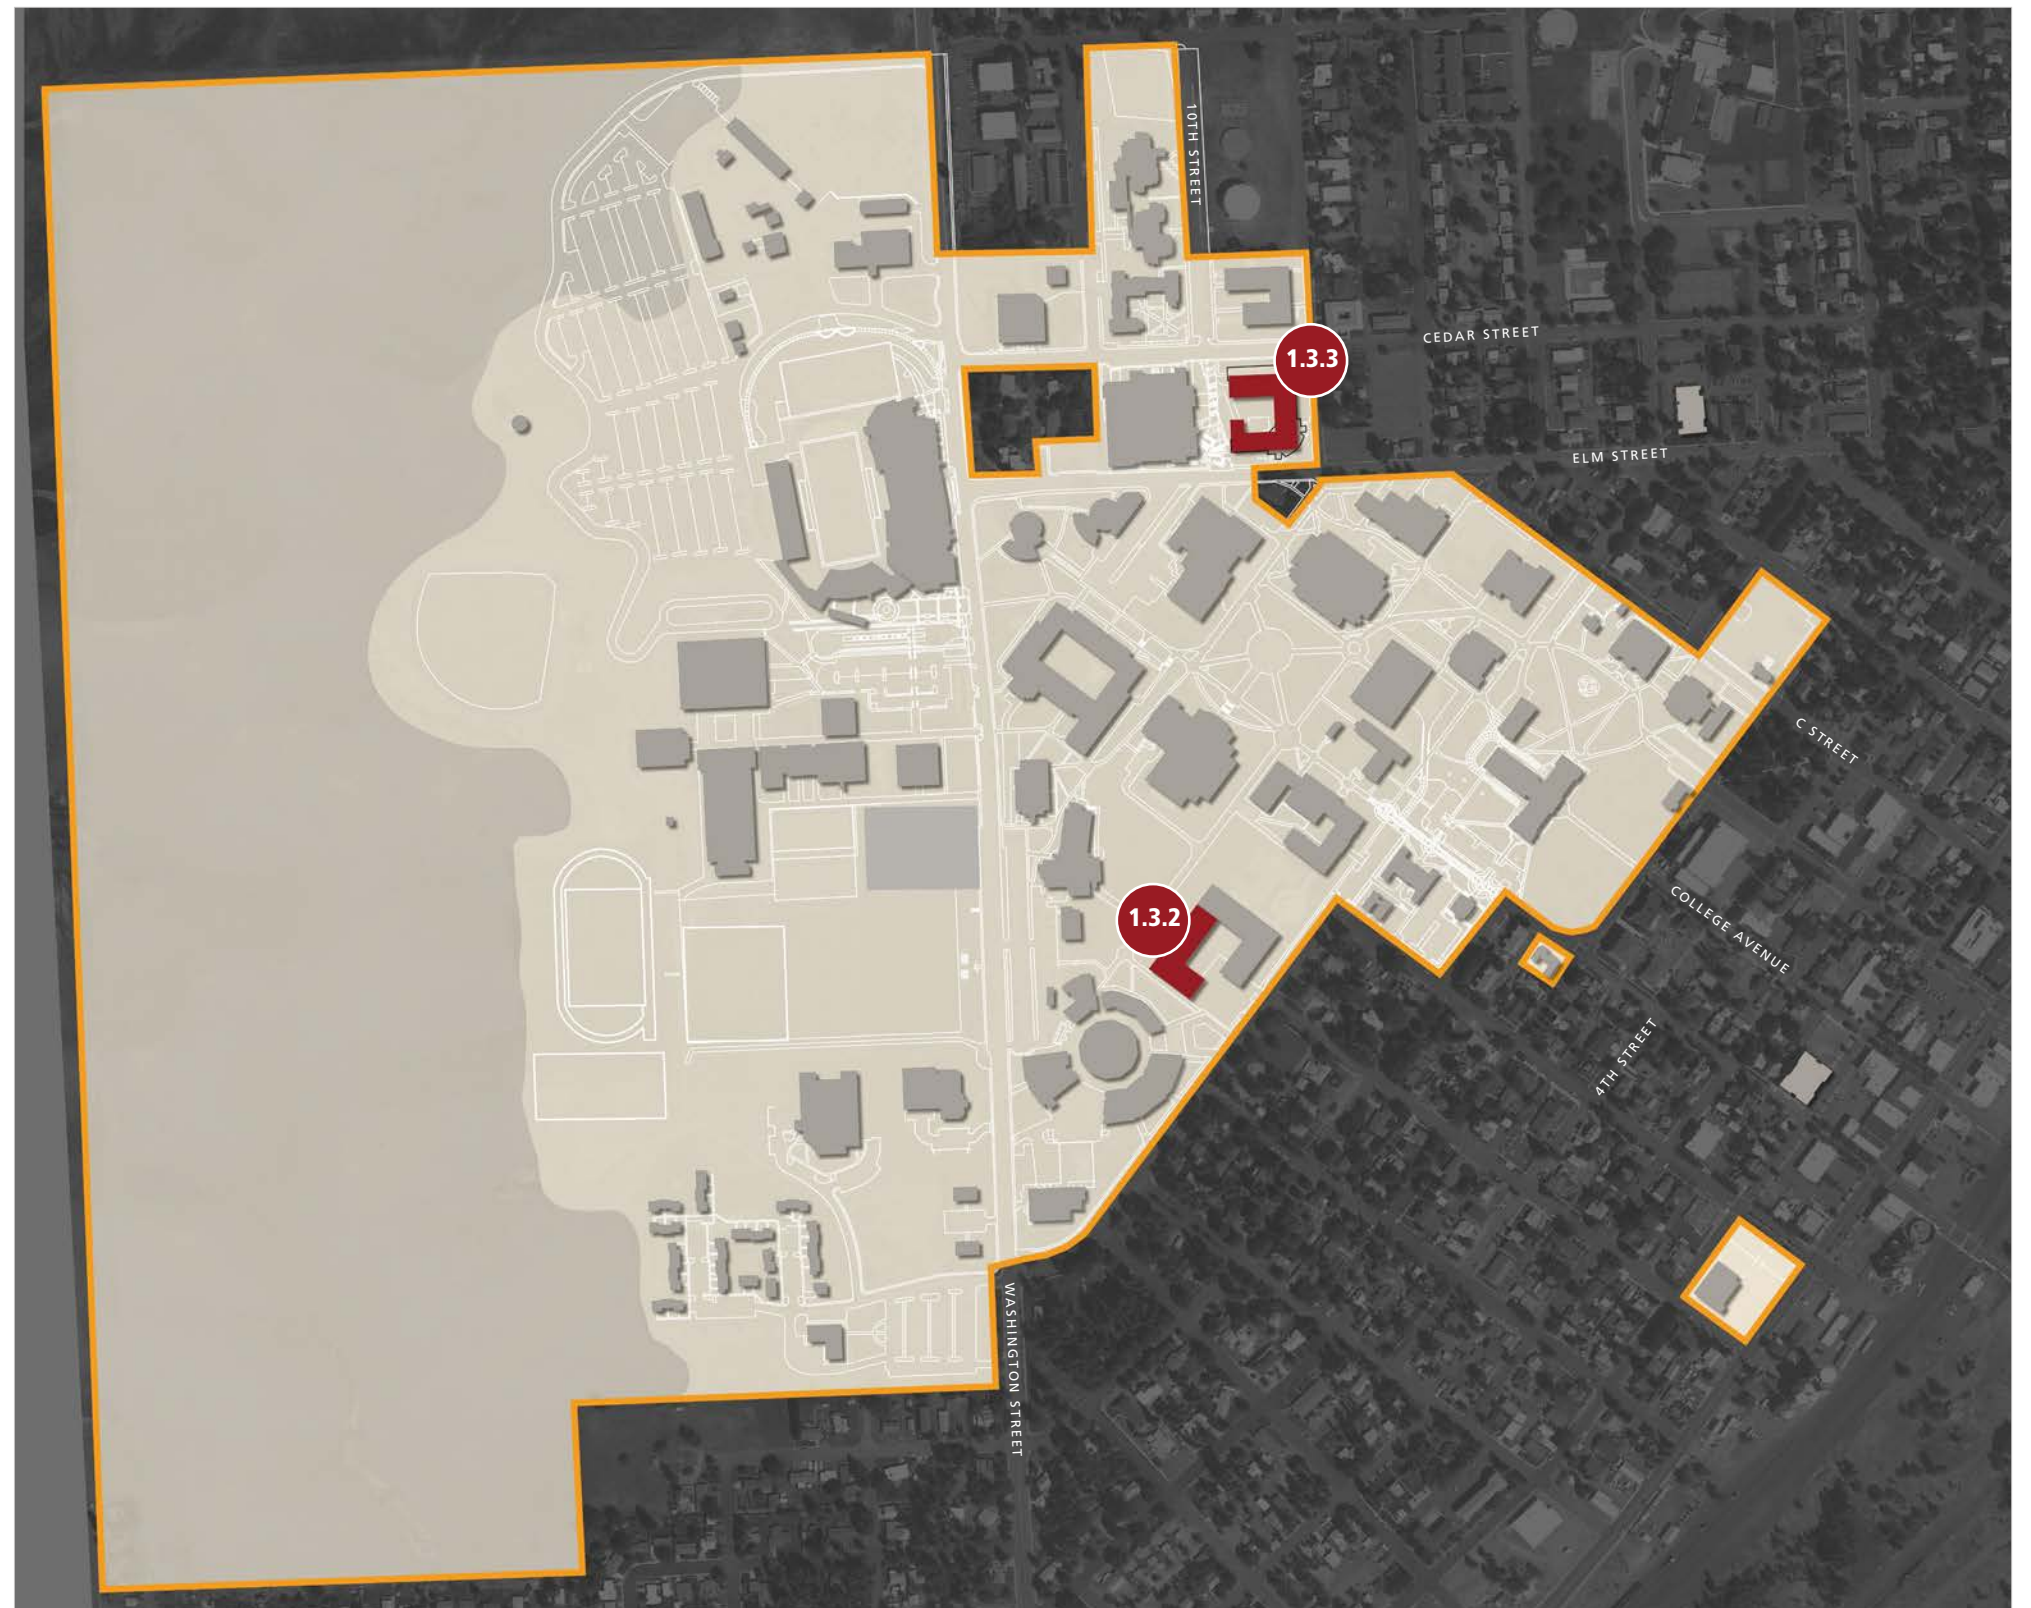 10TH STREET
CEDAR STREET
1.3.3
ELM STREET
C STREET
1.3.2
COLLEGE AVENUE
4TH STREET
WASHINGTON STREET